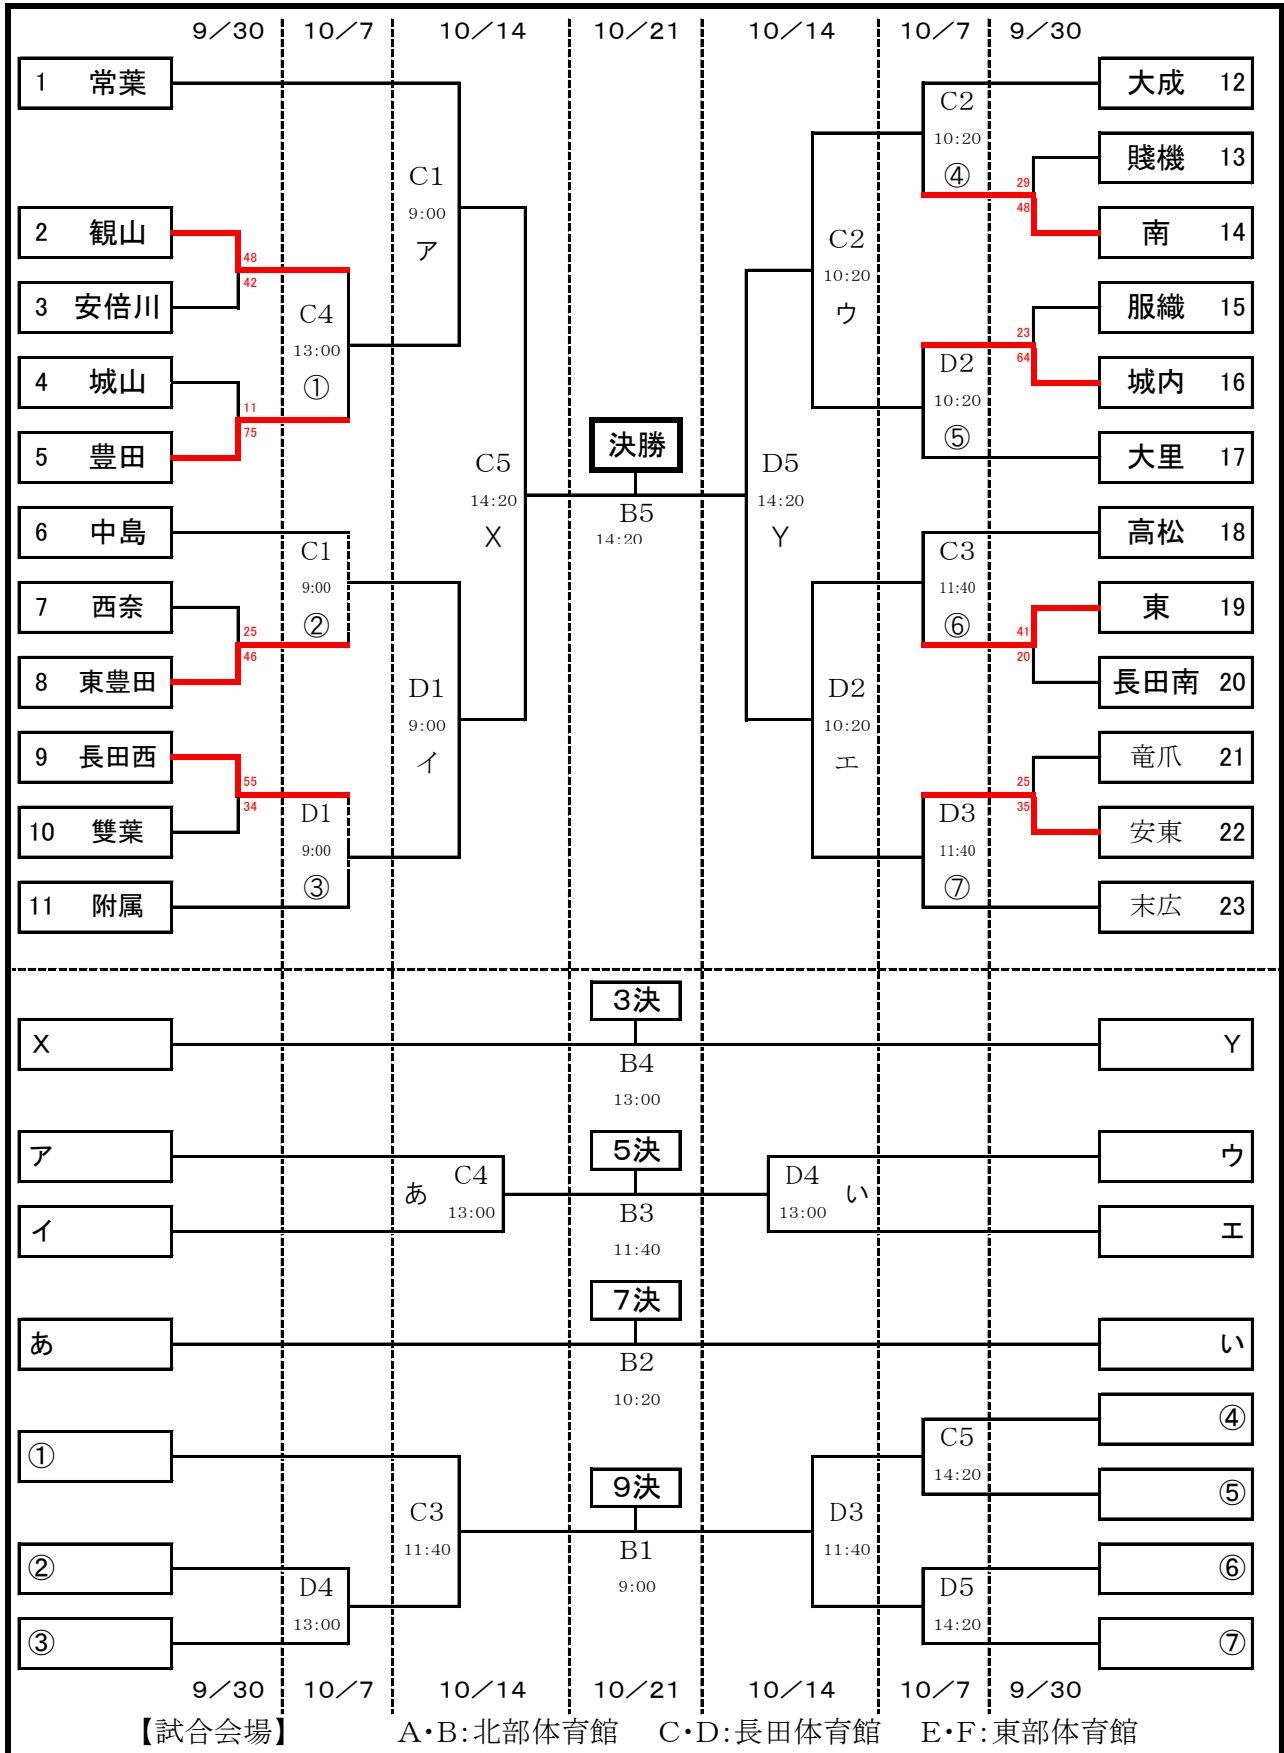 9／30 10／7 10／14 10／21 10／14 10／7 9／30
1 常葉
大成 12
C2
10:20
④
賤機 13
29
48
南 14
C1
9:00
ア
2 観山
48
42
3 安倍川
C4
13:00
①
4 城山
11
75
5 豊田
C2
10:20
ウ
服織 15
23
64
城内 16
D2
10:20
⑤
大里 17
決勝
B5
14:20
C5
14:20
X
D5
14:20
Y
6 中島
C1
9:00
②
7 西奈
25
46
8 東豊田
高松 18
C3
11:40
⑥
東 19
41
20
長田南 20
D1
9:00
イ
D2
10:20
エ
9 長田西
55
34
10 雙葉
D1
9:00
③
11 附属
竜爪 21
25
35
安東 22
D3
11:40
⑦
末広 23
3決
X
Y
B4
13:00
5決
ア
ウ
あ C4
13:00
D4 い
13:00
イ
エ
B3
11:40
7決
あ
い
B2
10:20
④
C5
14:20
⑤
①
9決
C3
11:40
D3
11:40
B1
9:00
②
D4
13:00
③
⑥
D5
14:20
⑦
9／30 10／7 10／14 10／21 10／14 10／7 9／30
【試合会場】 A・B:北部体育館 C・D:長田体育館 E・F:東部体育館